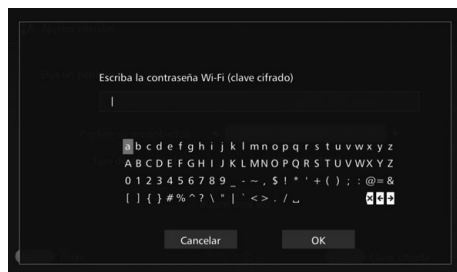 Escriba la contraseña Wi-Fi (clave cifrado)
a b c d e f g h i j k l m n o p q r s t u v w x y z
A B C D E F G H I J K L M N O P Q R S T U V W X Y Z
0 1 2 3 4 5 6 7 8 9 _ - ~ , $ ! * ' + ( ) ; : @ = &
[ ] { } # % ^ ? \ " | ` < > . / ␣
Cancelar OK